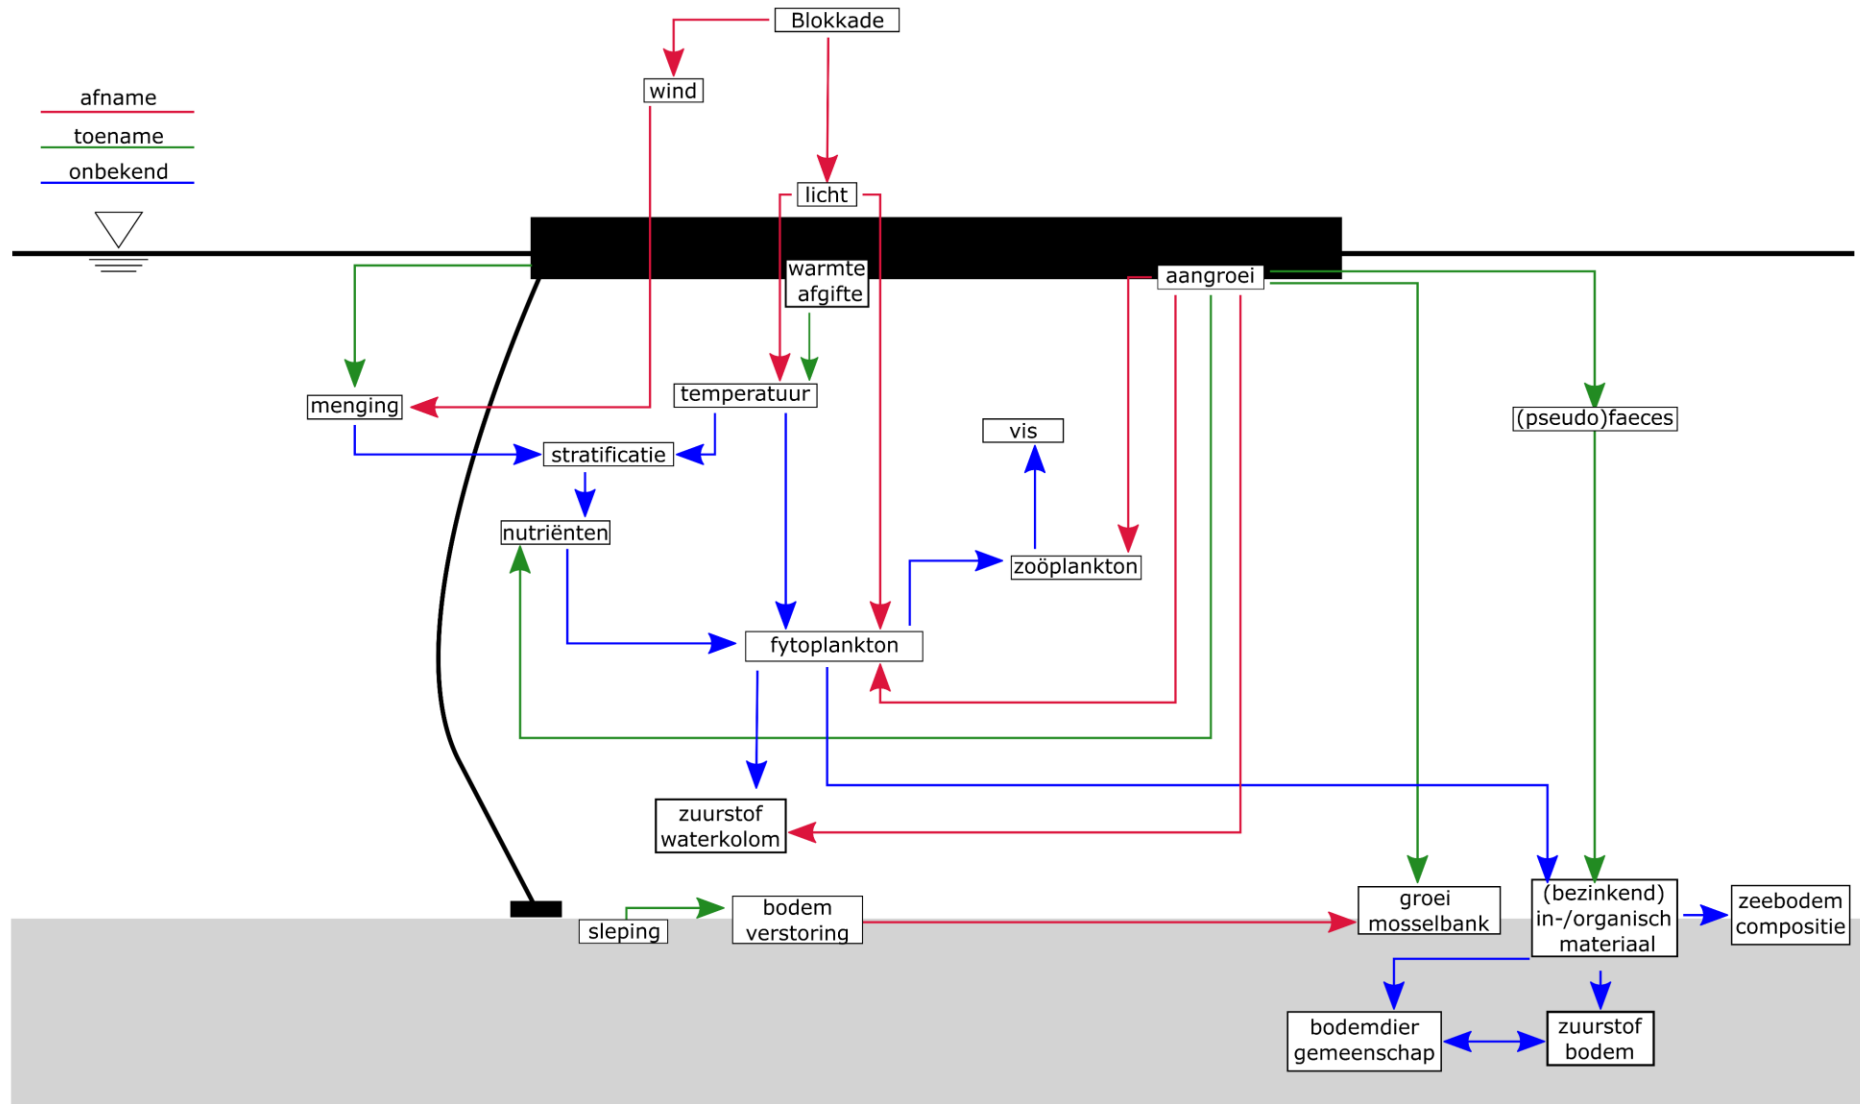 Blokkade
wind
afname
toename
onbekend
licht
warmte
afgifte
aangroei
temperatuur
menging
(pseudo)faeces
vis
stratificatie
nutriënten
zoöplankton
fytoplankton
zuurstof
waterkolom
groei
mosselbank
(bezinkend)
in-/organisch
materiaal
zeebodem
compositie
sleping
bodem
verstoring
bodemdier
gemeenschap
zuurstof
bodem